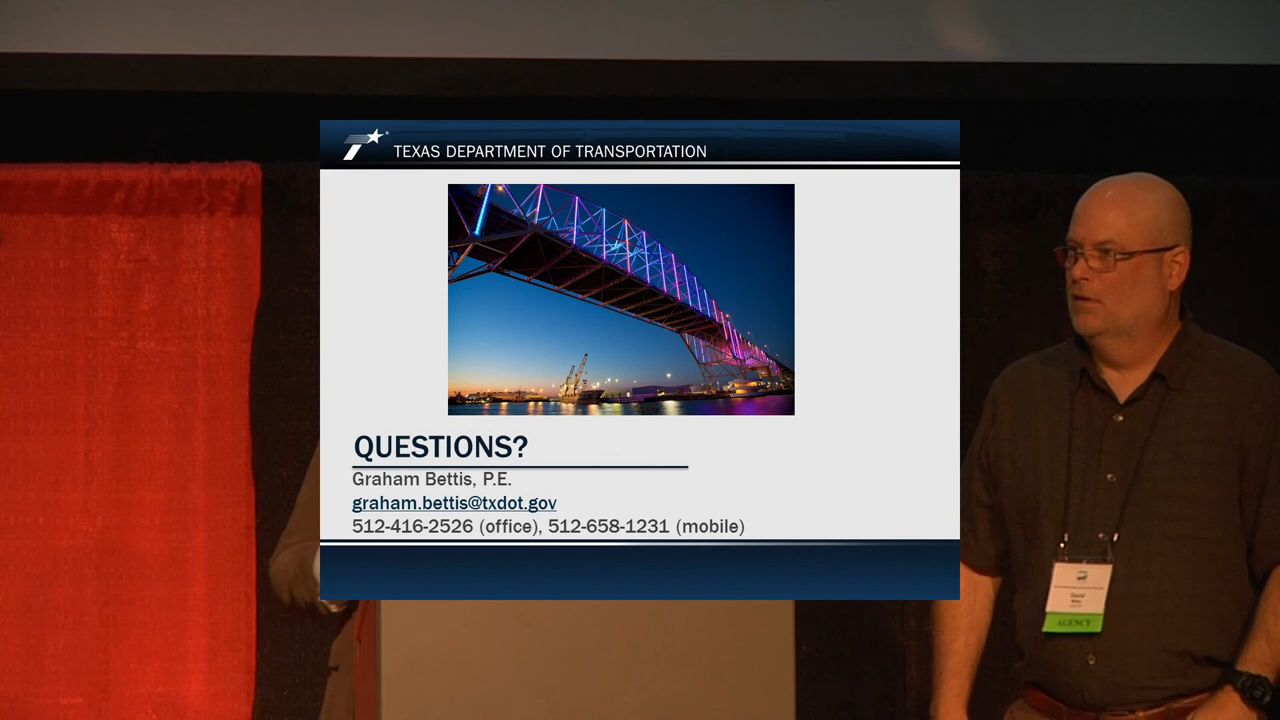 TEXAS DEPARTMENT OF TRANSPORTATION
QUESTIONS?
Graham Bettis, P.E.
graham.bettis@txdot.gov
512-416-2526 (office), 512-658-1231 (mobile)
David
AGENCY